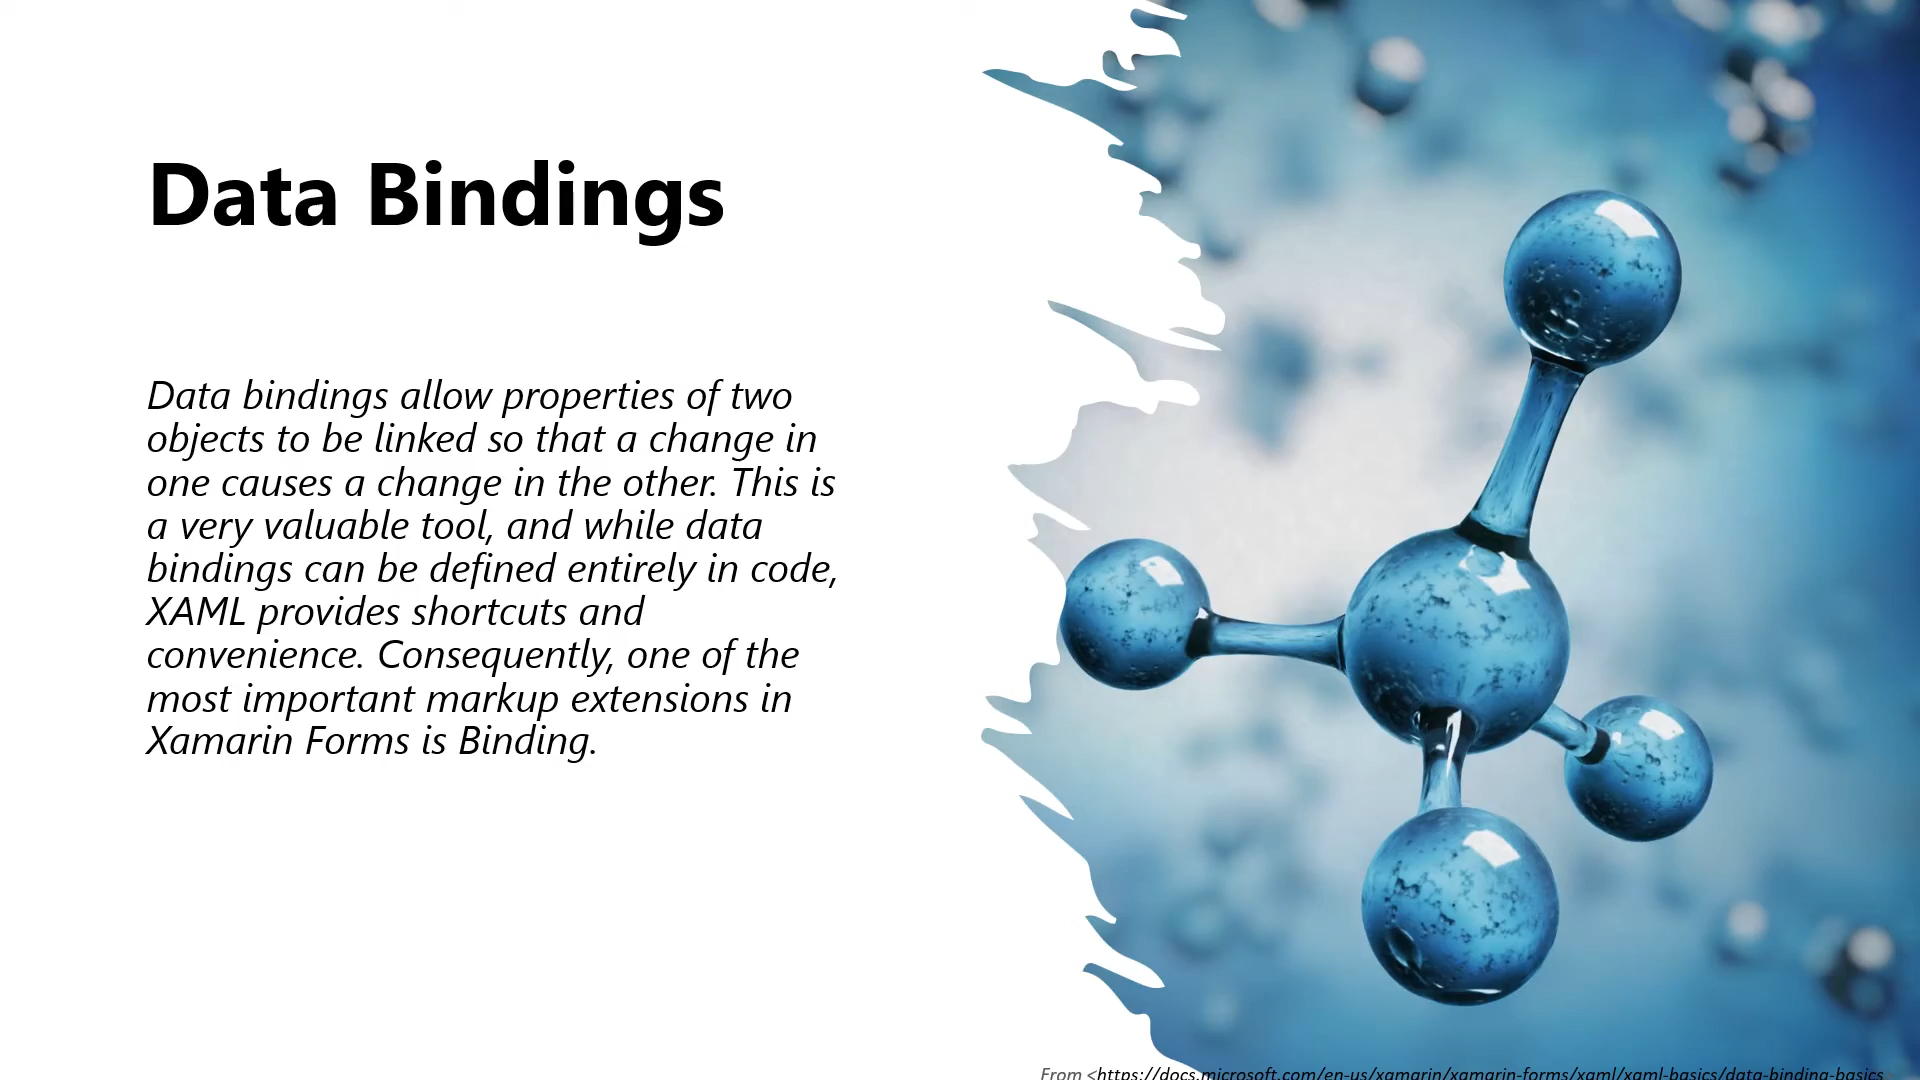 Data Bindings
Data bindings allow properties of two
objects to be linked so that a change in
one causes a change in the other. This is
a very valuable tool, and while data
bindings can be defined entirely in code,
XAML provides shortcuts and
convenience. Consequently, one of the
most important markup extensions in
Xamarin Forms is Binding.
From <https://docs.microsoft.com/en-us/xamarin/xamarin-forms/xaml/xaml-basics/data-binding-basics